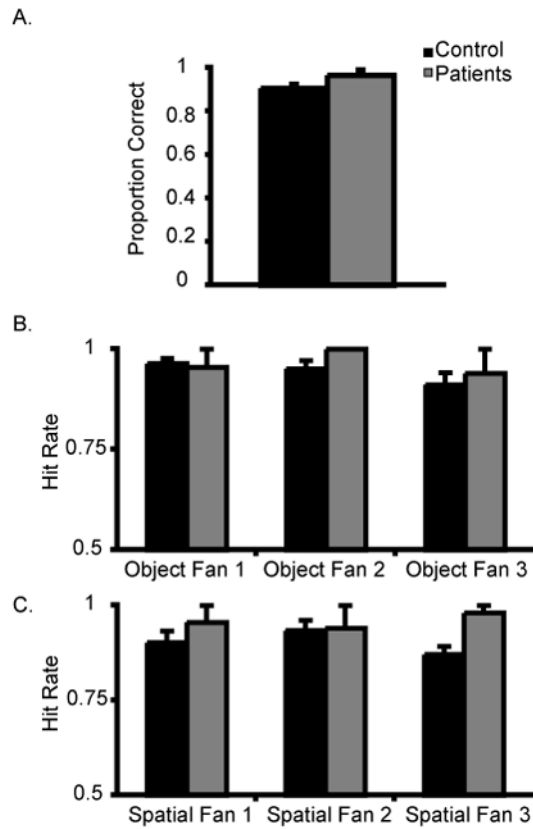 A.
Control
Patients
Proportion Correct
1
0.8
0.6
0.4
0.2
0
B.
Hit Rate
1
0.75
0.5
Object Fan 1 Object Fan 2 Object Fan 3
C.
Hit Rate
1
0.75
0.5
Spatial Fan 1 Spatial Fan 2 Spatial Fan 3